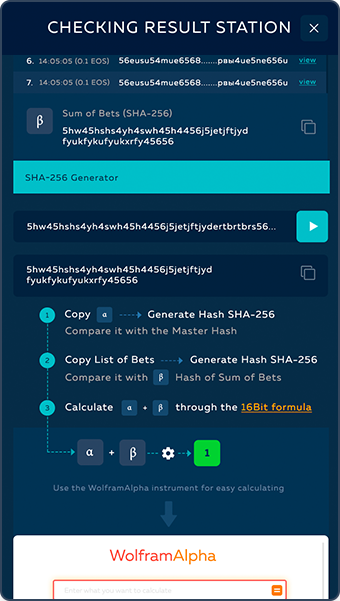 CHECKING RESULT STATION
6. 14:05:05 (0.1 EOS) 56eusu54mue6568.......рвы4ue5ne656u view
7. 14:05:05 (0.1 EOS) 56eusu54mue6568.......рвы4ue5ne656u view
β Sum of Bets (SHA-256)
5hw45hshs4yh4swh45h4456j5jetjftjyd
fyukfykufyukxrfy45656
SHA-256 Generator
5hw45hshs4yh4swh45h4456j5jetjftjydertbrtbrs56...
5hw45hshs4yh4swh45h4456j5jetjftjyd
fyukfykufyukxrfy45656
1 Copy α Generate Hash SHA-256
Compare it with the Master Hash
2 Copy List of Bets Generate Hash SHA-256
Compare it with β Hash of Sum of Bets
3 Calculate α + β through the 16Bit formula
α + β 1
Use the WolframAlpha instrument for easy calculating
WolframAlpha
Enter what you want to calculate